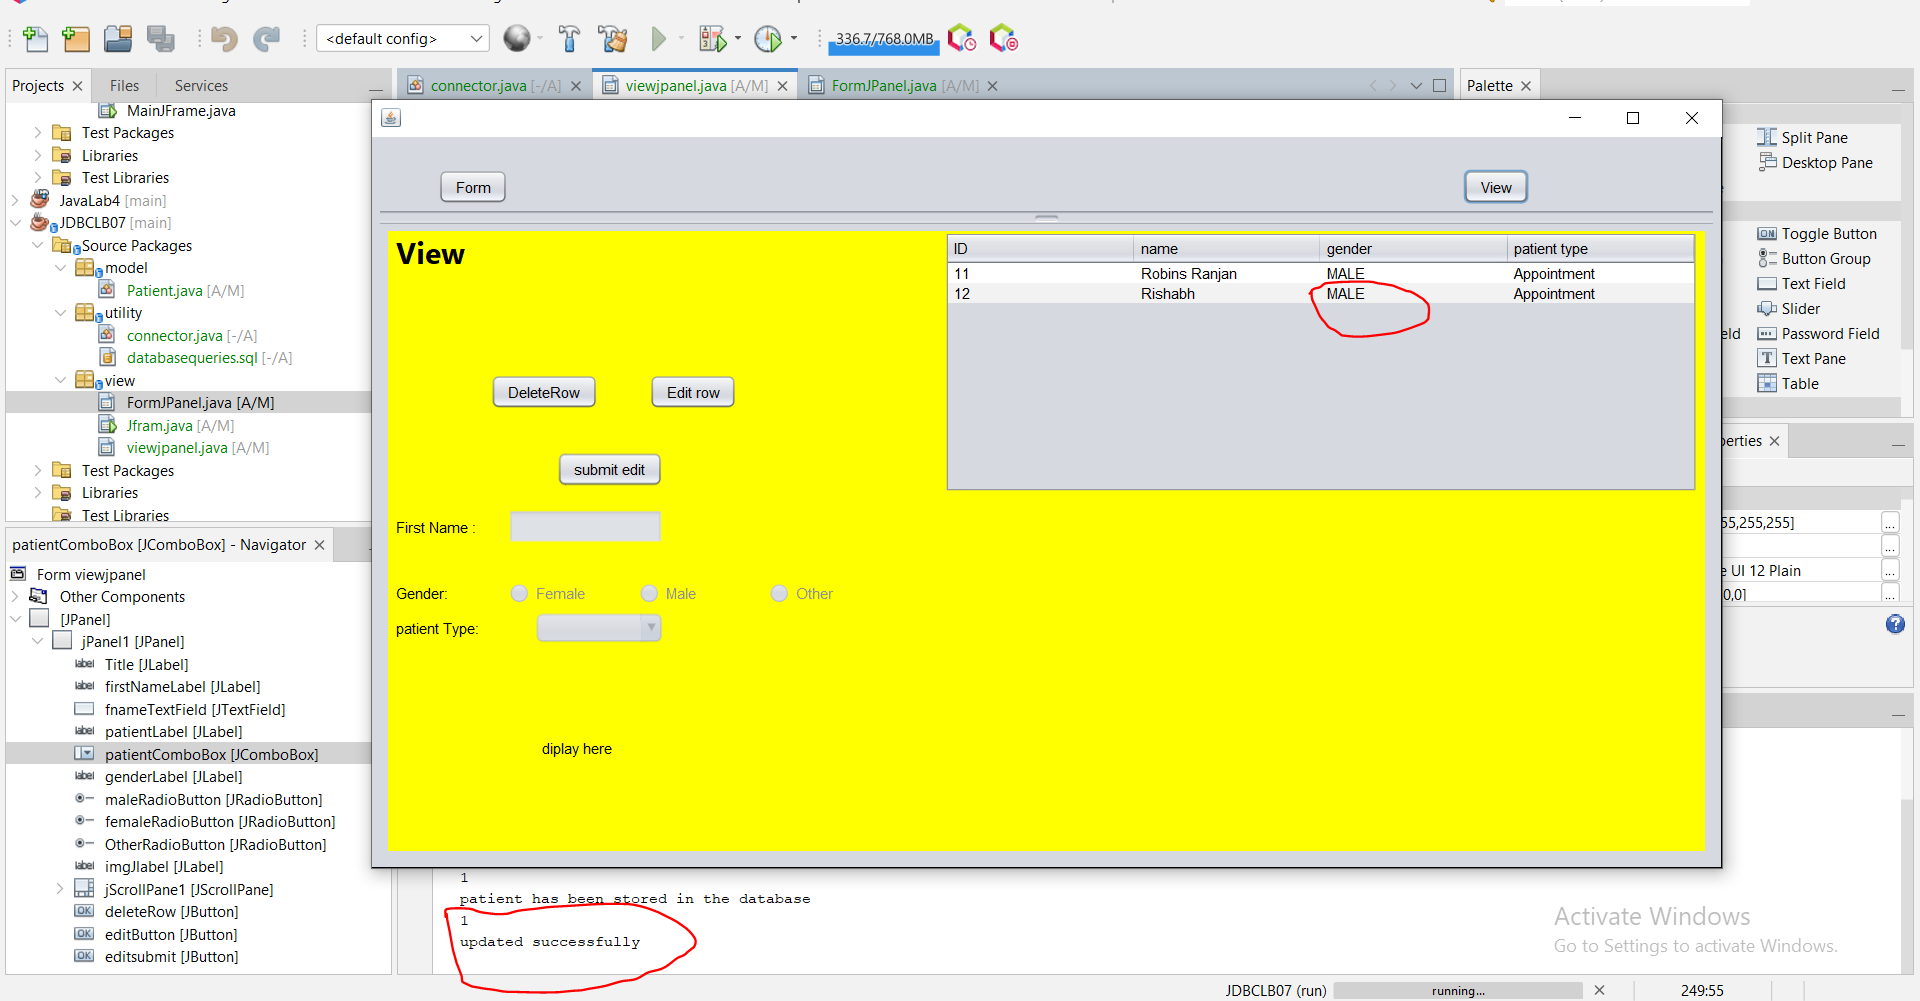 <default config>
336.7/768.0MB
Projects
Files
Services
connector.java [-/A]
viewjpanel.java [A/M]
FormJPanel.java [A/M]
Palette
MainJFrame.java
Test Packages
Libraries
Test Libraries
JavaLab4 [main]
JDBCLB07 [main]
Source Packages
model
Patient.java [A/M]
utility
connector.java [-/A]
databasequeries.sql [-/A]
view
FormJPanel.java [A/M]
Jfram.java [A/M]
viewjpanel.java [A/M]
Test Packages
Libraries
Test Libraries
patientComboBox [JComboBox] - Navigator
Form viewjpanel
Other Components
[JPanel]
jPanel1 [JPanel]
Title [JLabel]
firstNameLabel [JLabel]
fnameTextField [JTextField]
patientLabel [JLabel]
patientComboBox [JComboBox]
genderLabel [JLabel]
maleRadioButton [JRadioButton]
femaleRadioButton [JRadioButton]
OtherRadioButton [JRadioButton]
imgJlabel [JLabel]
jScrollPane1 [JScrollPane]
deleteRow [JButton]
editButton [JButton]
editsubmit [JButton]
Form
View
View
ID name gender patient type
11 Robins Ranjan MALE Appointment
12 Rishabh MALE Appointment
DeleteRow
Edit row
submit edit
First Name :
Gender:
Female
Male
Other
patient Type:
diplay here
Split Pane
Desktop Pane
Toggle Button
Button Group
Text Field
Slider
eld
Password Field
Text Pane
Table
perties
55,255,255]
...
...
e UI 12 Plain
...
0,0]
...
1
patient has been stored in the database
1
updated successfully
Activate Windows
Go to Settings to activate Windows.
JDBCLB07 (run)
running...
249:55